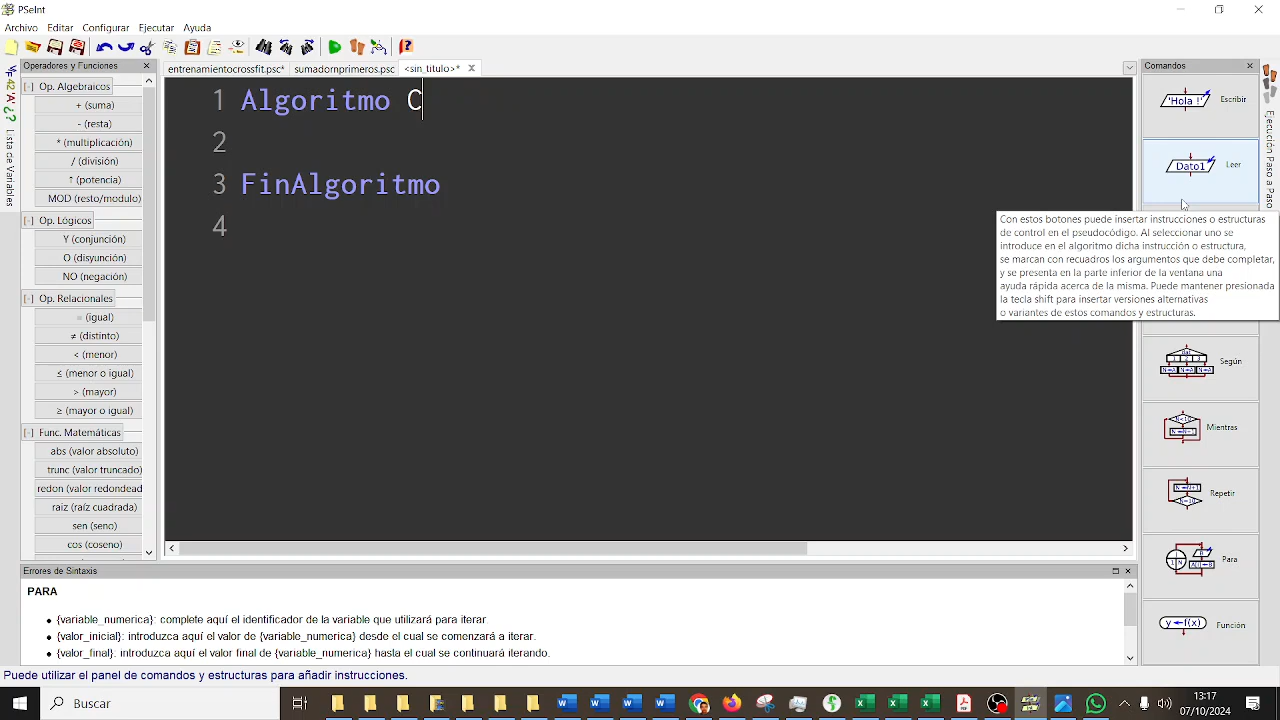 PSeInt
Archivo Editar Configurar Ejecutar Ayuda
Operadores y Funciones
entrenamientocrossfit.psc* sumadornprimeros.psc <sin_titulo>*
Comandos
Lista de Variables
Op. Algebraicos
+ (suma)
- (resta)
* (multiplicación)
/ (división)
↑ (potencia)
MOD (resto/modulo)
Op. Lógicos
Y (conjunción)
O (disyunción)
NO (negación)
Op. Relacionales
= (igual)
≠ (distinto)
< (menor)
≤ (menor o igual)
> (mayor)
≥ (mayor o igual)
Func. Matemáticas
abs (valor absoluto)
trunc (valor truncado)
redon (valor redondead
raiz (raíz cuadrada)
sen (seno)
cos (coseno)
1 Algoritmo C
2
3 FinAlgoritmo
4
'Hola !' Escribir
Dato1 Leer
Con estos botones puede insertar instrucciones o estructuras
de control en el pseudocódigo. Al seleccionar uno se
introduce en el algoritmo dicha instrucción o estructura,
se marcan con recuadros los argumentos que debe completar,
y se presenta en la parte inferior de la ventana una
ayuda rápida acerca de la misma. Puede mantener presionada
la tecla shift para insertar versiones alternativas
o variantes de estos comandos y estructuras.
Según
Mientras
Repetir
Para
y←f(x) Función
Ejecución Paso a Paso
Errores de Sintaxis
PARA
{variable_numerica}: complete aquí el identificador de la variable que utilizará para iterar.
{valor_inicial}: introduzca aquí el valor de {variable_numerica} desde el cual se comenzará a iterar.
{valor_final}: introduzca aquí el valor final de {variable_numerica} hasta el cual se continuará iterando.
Puede utilizar el panel de comandos y estructuras para añadir instrucciones.
Buscar
13:17
07/10/2024